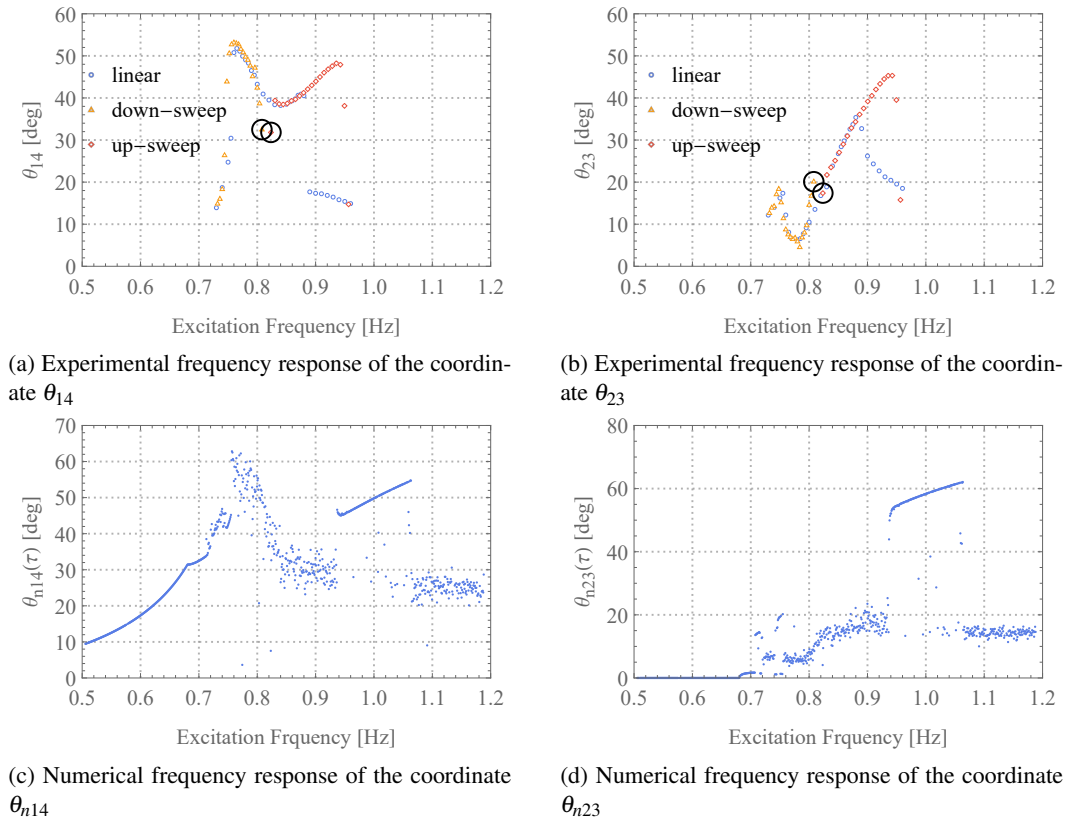 60
50
40
30
20
10
0
θ14 [deg]
linear
down-sweep
up-sweep
0.5 0.6 0.7 0.8 0.9 1.0 1.1 1.2
Excitation Frequency [Hz]
(a) Experimental frequency response of the coordin-
ate θ14
60
50
40
30
20
10
0
θ23 [deg]
linear
down-sweep
up-sweep
0.5 0.6 0.7 0.8 0.9 1.0 1.1 1.2
Excitation Frequency [Hz]
(b) Experimental frequency response of the coordin-
ate θ23
70
60
50
40
30
20
10
0
θn14(τ) [deg]
0.5 0.6 0.7 0.8 0.9 1.0 1.1 1.2
Excitation Frquency [Hz]
(c) Numerical frequency response of the coordinate
θn14
80
60
40
20
0
θn23(τ) [deg]
0.5 0.6 0.7 0.8 0.9 1.0 1.1 1.2
Excitation Frquency [Hz]
(d) Numerical frequency response of the coordinate
θn23